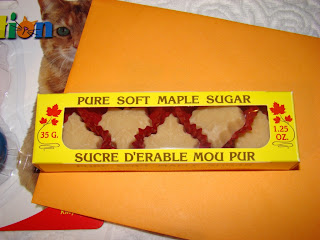 PURE SOFT MAPLE SUGAR
35 G.
1.25
OZ.
SUCRE D'ERABLE MOU PUR